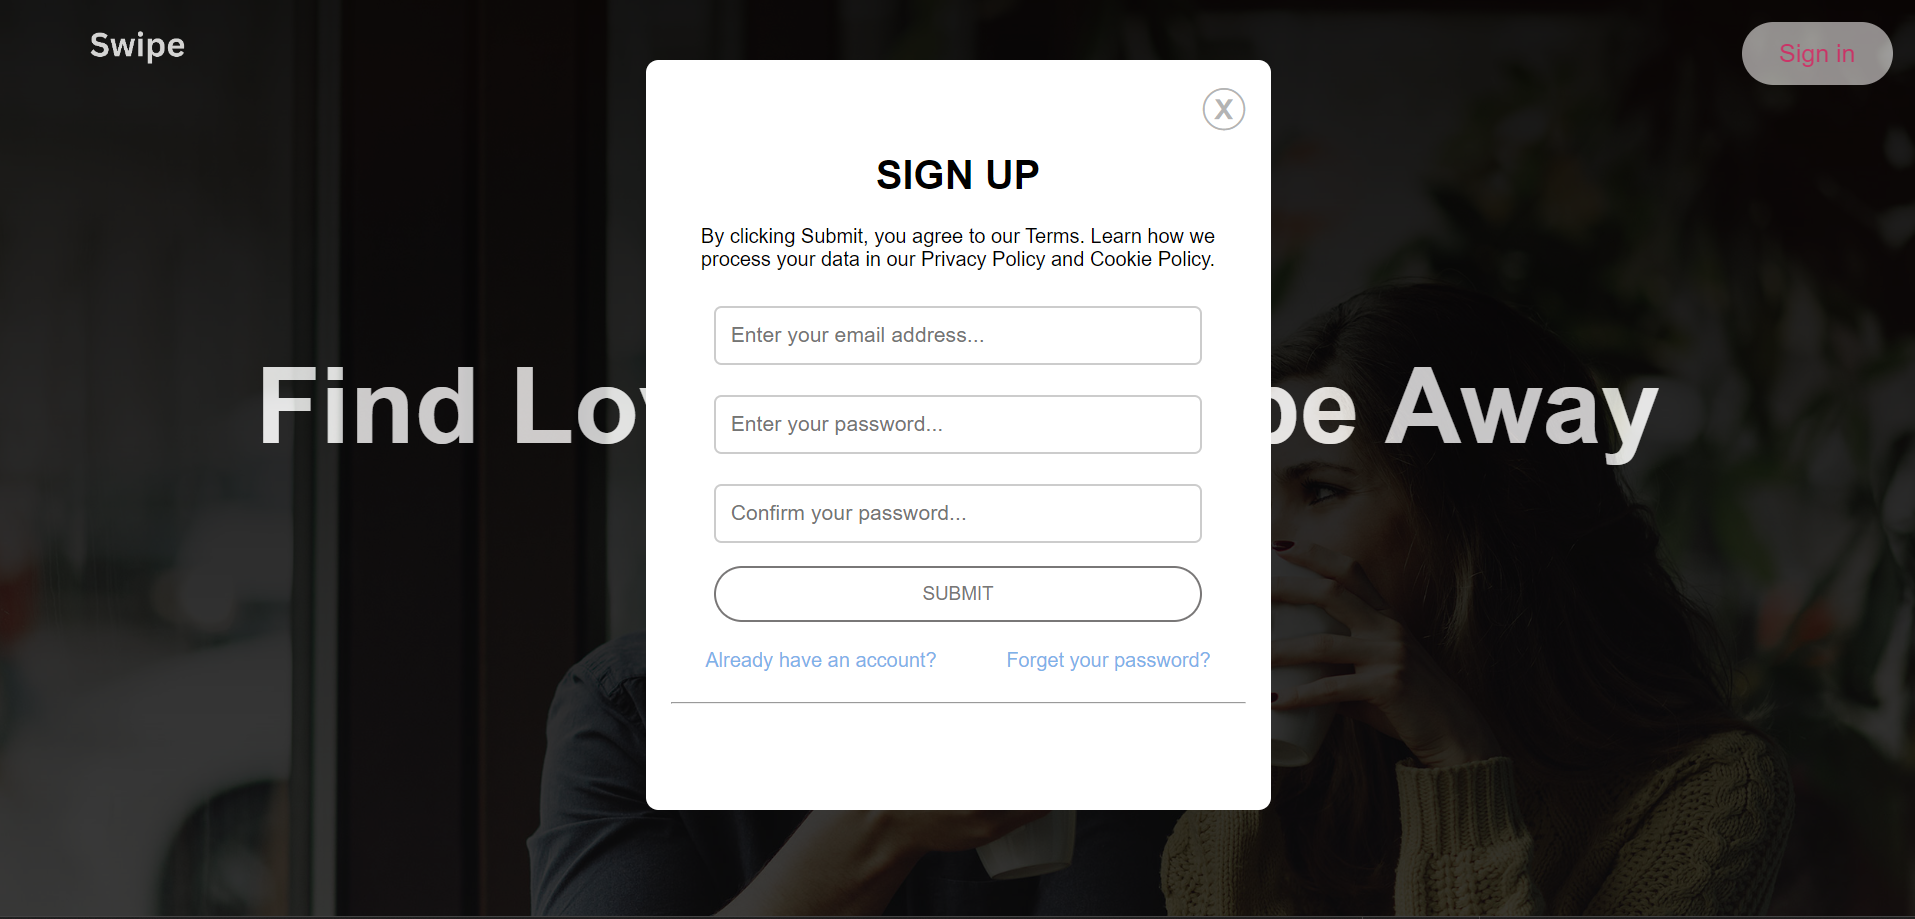 Swipe
Sign in
X
SIGN UP
By clicking Submit, you agree to our Terms. Learn how we
process your data in our Privacy Policy and Cookie Policy.
Enter your email address...
Find Lo pe Away
Enter your password...
Confirm your password...
SUBMIT
Already have an account? Forget your password?